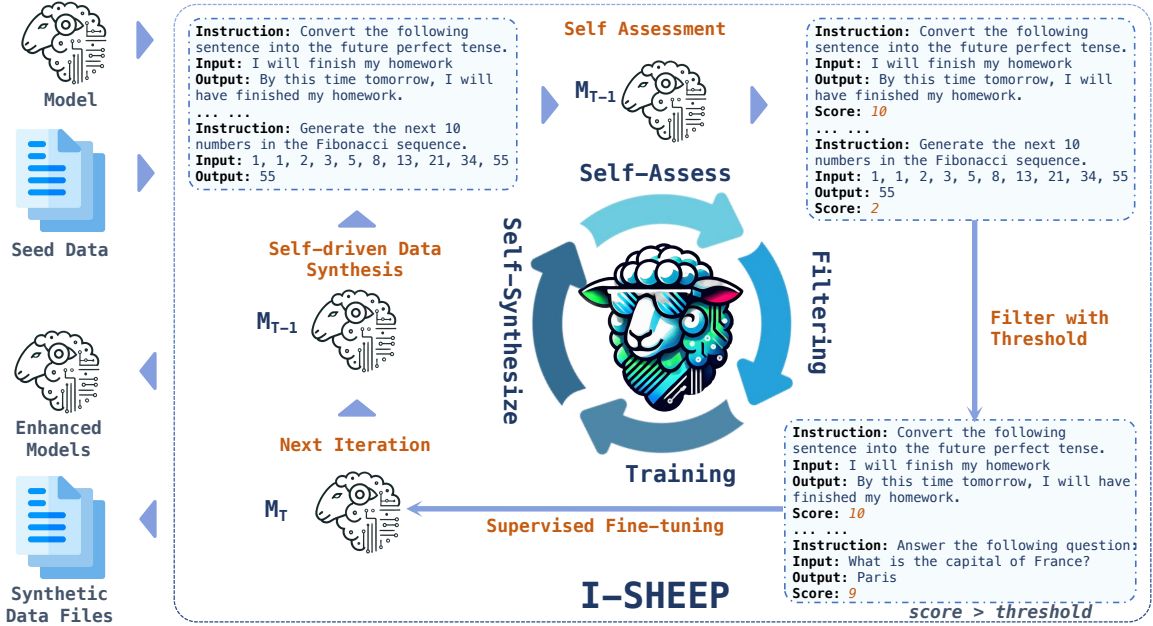 Model
Seed Data
Enhanced
Models
Synthetic
Data Files
Instruction: Convert the following
sentence into the future perfect tense.
Input: I will finish my homework
Output: By this time tomorrow, I will
have finished my homework.
... ...
Instruction: Generate the next 10
numbers in the Fibonacci sequence.
Input: 1, 1, 2, 3, 5, 8, 13, 21, 34, 55
Output: 55
Self Assessment
M_{T-1}
Self-Assess
Instruction: Convert the following
sentence into the future perfect tense.
Input: I will finish my homework
Output: By this time tomorrow, I will
have finished my homework.
Score: 10
... ...
Instruction: Generate the next 10
numbers in the Fibonacci sequence.
Input: 1, 1, 2, 3, 5, 8, 13, 21, 34, 55
Output: 55
Score: 2
Self-driven Data
Synthesis
M_{T-1}
Self-Synthesize
Filtering
Filter with
Threshold
Next Iteration
Training
M_T
Supervised Fine-tuning
Instruction: Convert the following
sentence into the future perfect tense.
Input: I will finish my homework
Output: By this time tomorrow, I will have
finished my homework.
Score: 10
... ...
Instruction: Answer the following question:
Input: What is the capital of France?
Output: Paris
Score: 9
I-SHEEP
score > threshold